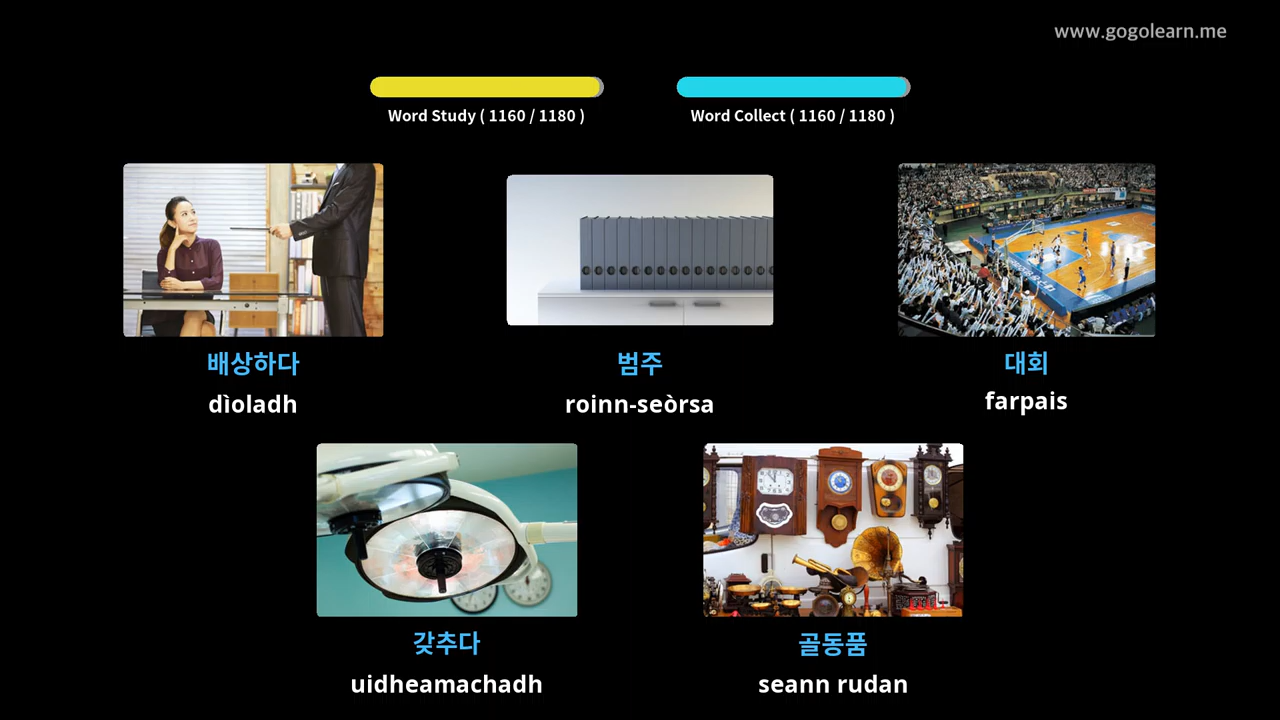 www.gogolearn.me
Word Study ( 1160 / 1180 )
Word Collect ( 1160 / 1180 )
배상하다
dìoladh
범주
roinn-seòrsa
대회
farpais
갖추다
uidheamachadh
골동품
seann rudan